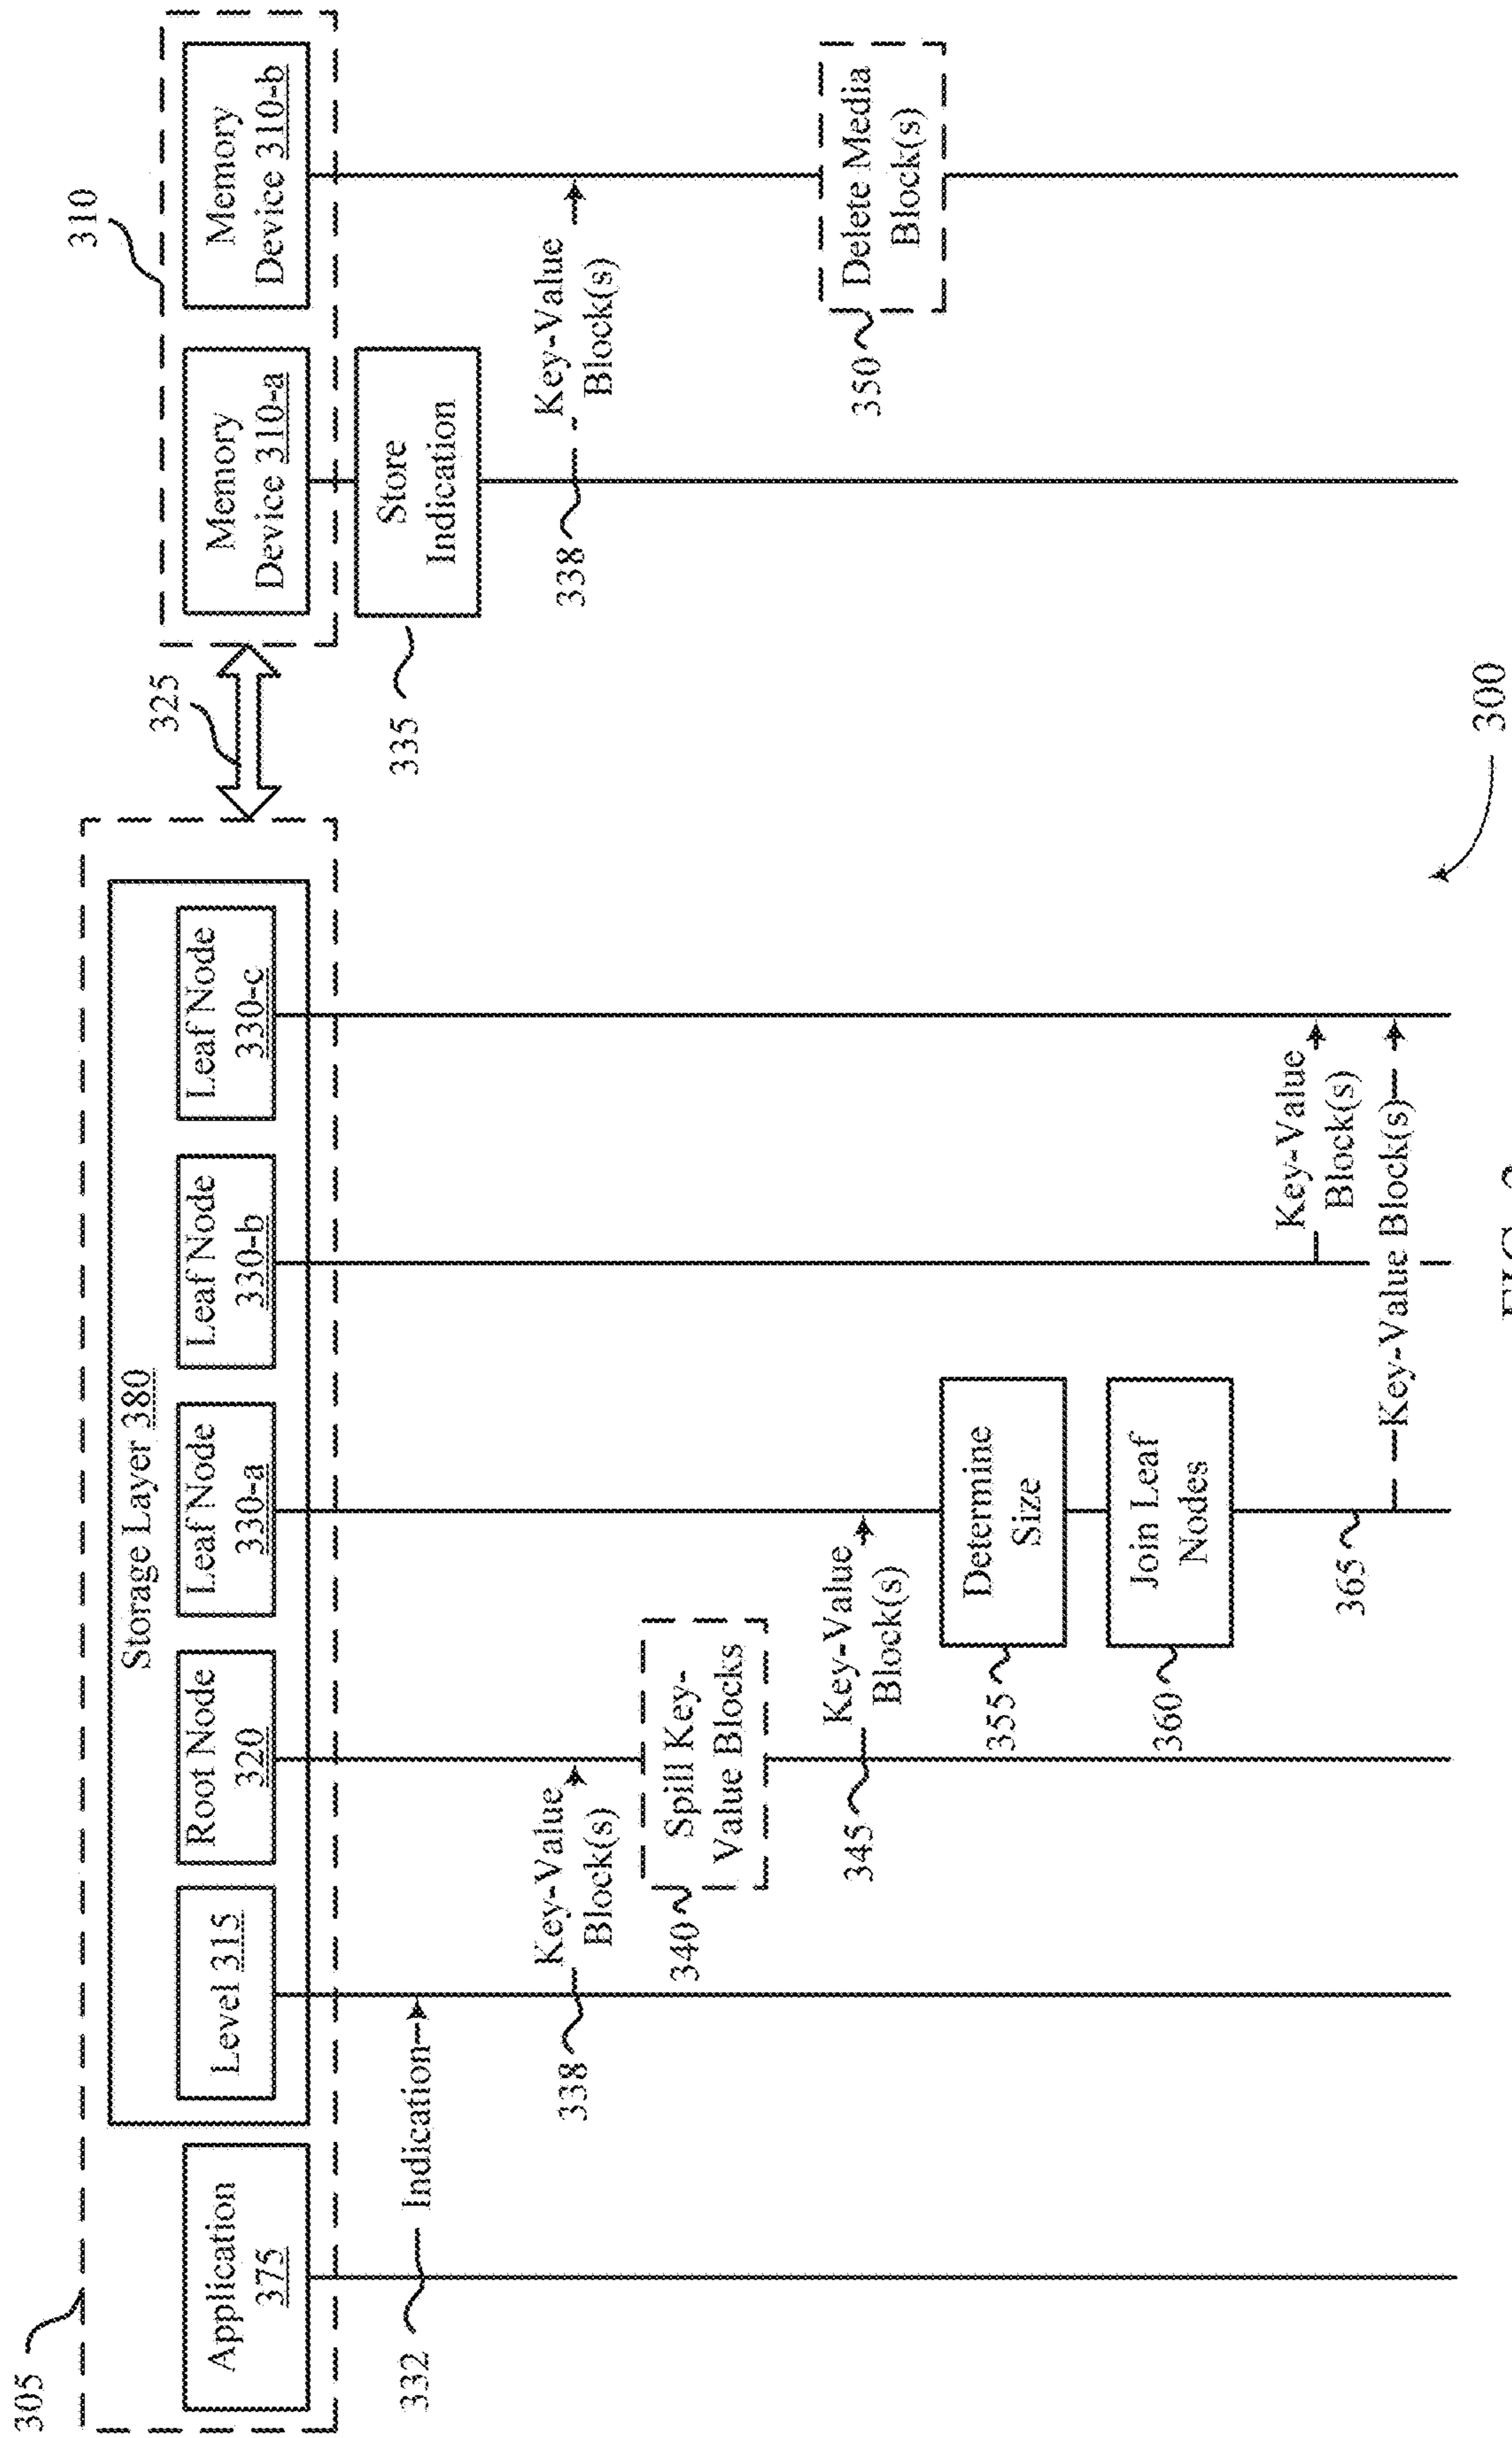 305
310
325
Storage Layer 380
Application
375
Level 315
Root Node
320
Leaf Node
330-a
Leaf Node
330-b
Leaf Node
330-c
Memory
Device 310-a
Memory
Device 310-b
332
Indication
335
Store
Indication
338
Key-Value
Block(s)
338
Key-Value
Block(s)
340
Spill Key-
Value Blocks
345
Key-Value
Block(s)
350
Delete Media
Block(s)
355
Determine
Size
360
Join Leaf
Nodes
365
Key-Value
Block(s)
Key-Value Block(s)
300